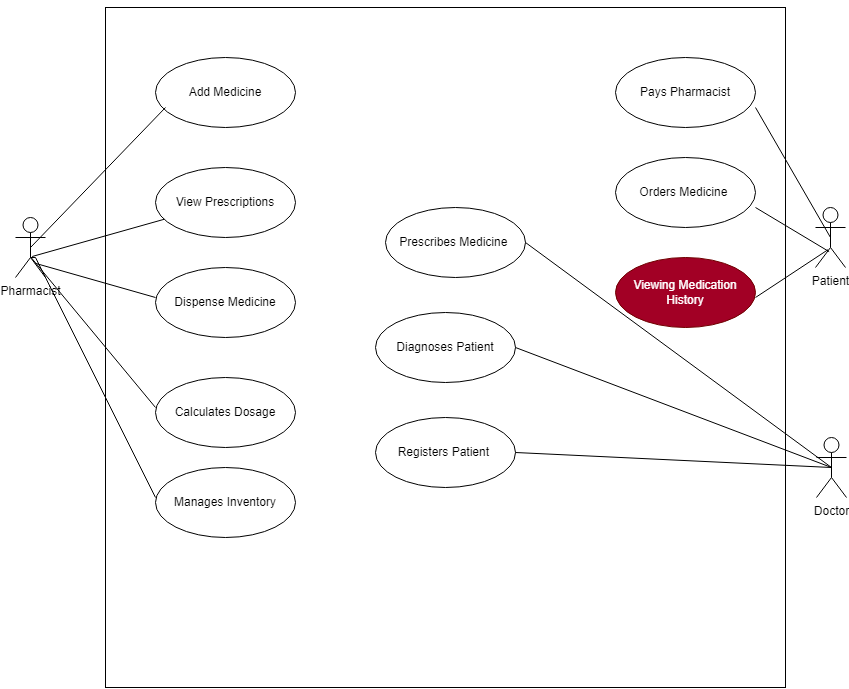 Add Medicine
Pays Pharmacist
View Prescriptions
Orders Medicine
Prescribes Medicine
Pharmacist
Patient
Viewing Medication
History
Dispense Medicine
Diagnoses Patient
Calculates Dosage
Registers Patient
Manages Inventory
Doctor